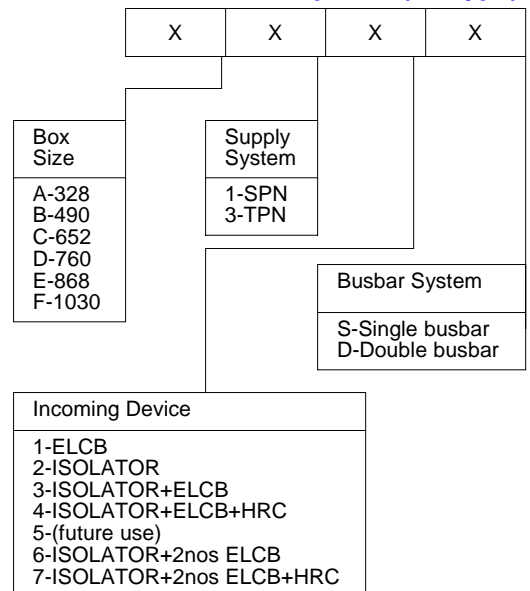 X X X X
Box
Size
A-328
B-490
C-652
D-760
E-868
F-1030
Supply
System
1-SPN
3-TPN
Busbar System
S-Single busbar
D-Double busbar
Incoming Device
1-ELCB
2-ISOLATOR
3-ISOLATOR+ELCB
4-ISOLATOR+ELCB+HRC
5-(future use)
6-ISOLATOR+2nos ELCB
7-ISOLATOR+2nos ELCB+HRC